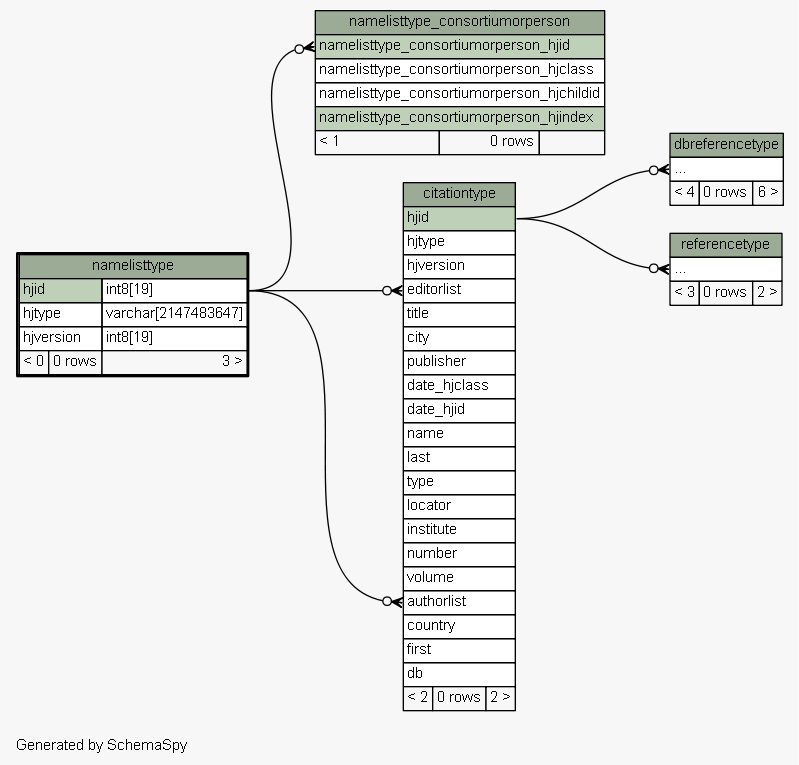 namelisttype_consortiumorperson
namelisttype_consortiumorperson_hjid
namelisttype_consortiumorperson_hjclass
namelisttype_consortiumorperson_hjchildid
namelisttype_consortiumorperson_hjindex
< 1 0 rows
dbreferencetype
...
< 4 0 rows 6 >
referencetype
...
< 3 0 rows 2 >
citationtype
hjid
hjtype
hjversion
editorlist
title
city
publisher
date_hjclass
date_hjid
name
last
type
locator
institute
number
volume
authorlist
country
first
db
< 2 0 rows 2 >
namelisttype
hjid int8[19]
hjtype varchar[2147483647]
hjversion int8[19]
< 0 0 rows 3 >
Generated by SchemaSpy